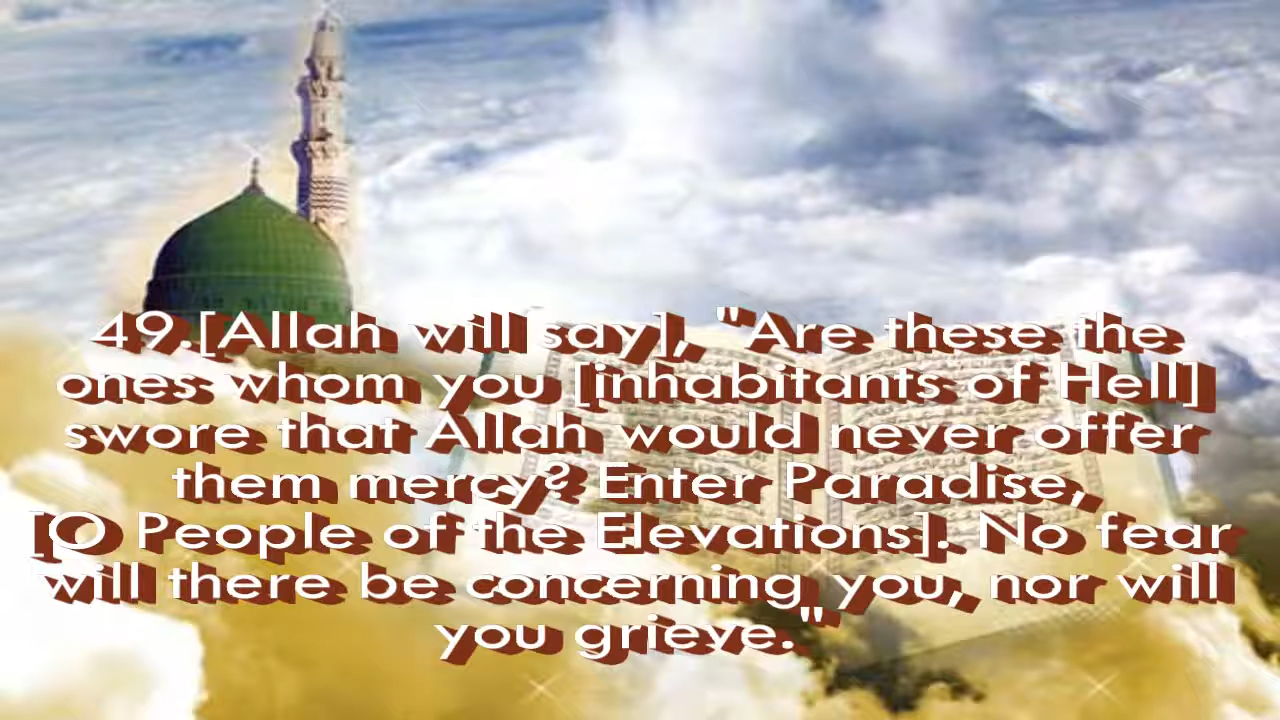 49.[Allah will say], "Are these the
ones whom you [inhabitants of Hell]
swore that Allah would never offer
them mercy? Enter Paradise,
[O People of the Elevations]. No fear
will there be concerning you, nor will
you grieve."